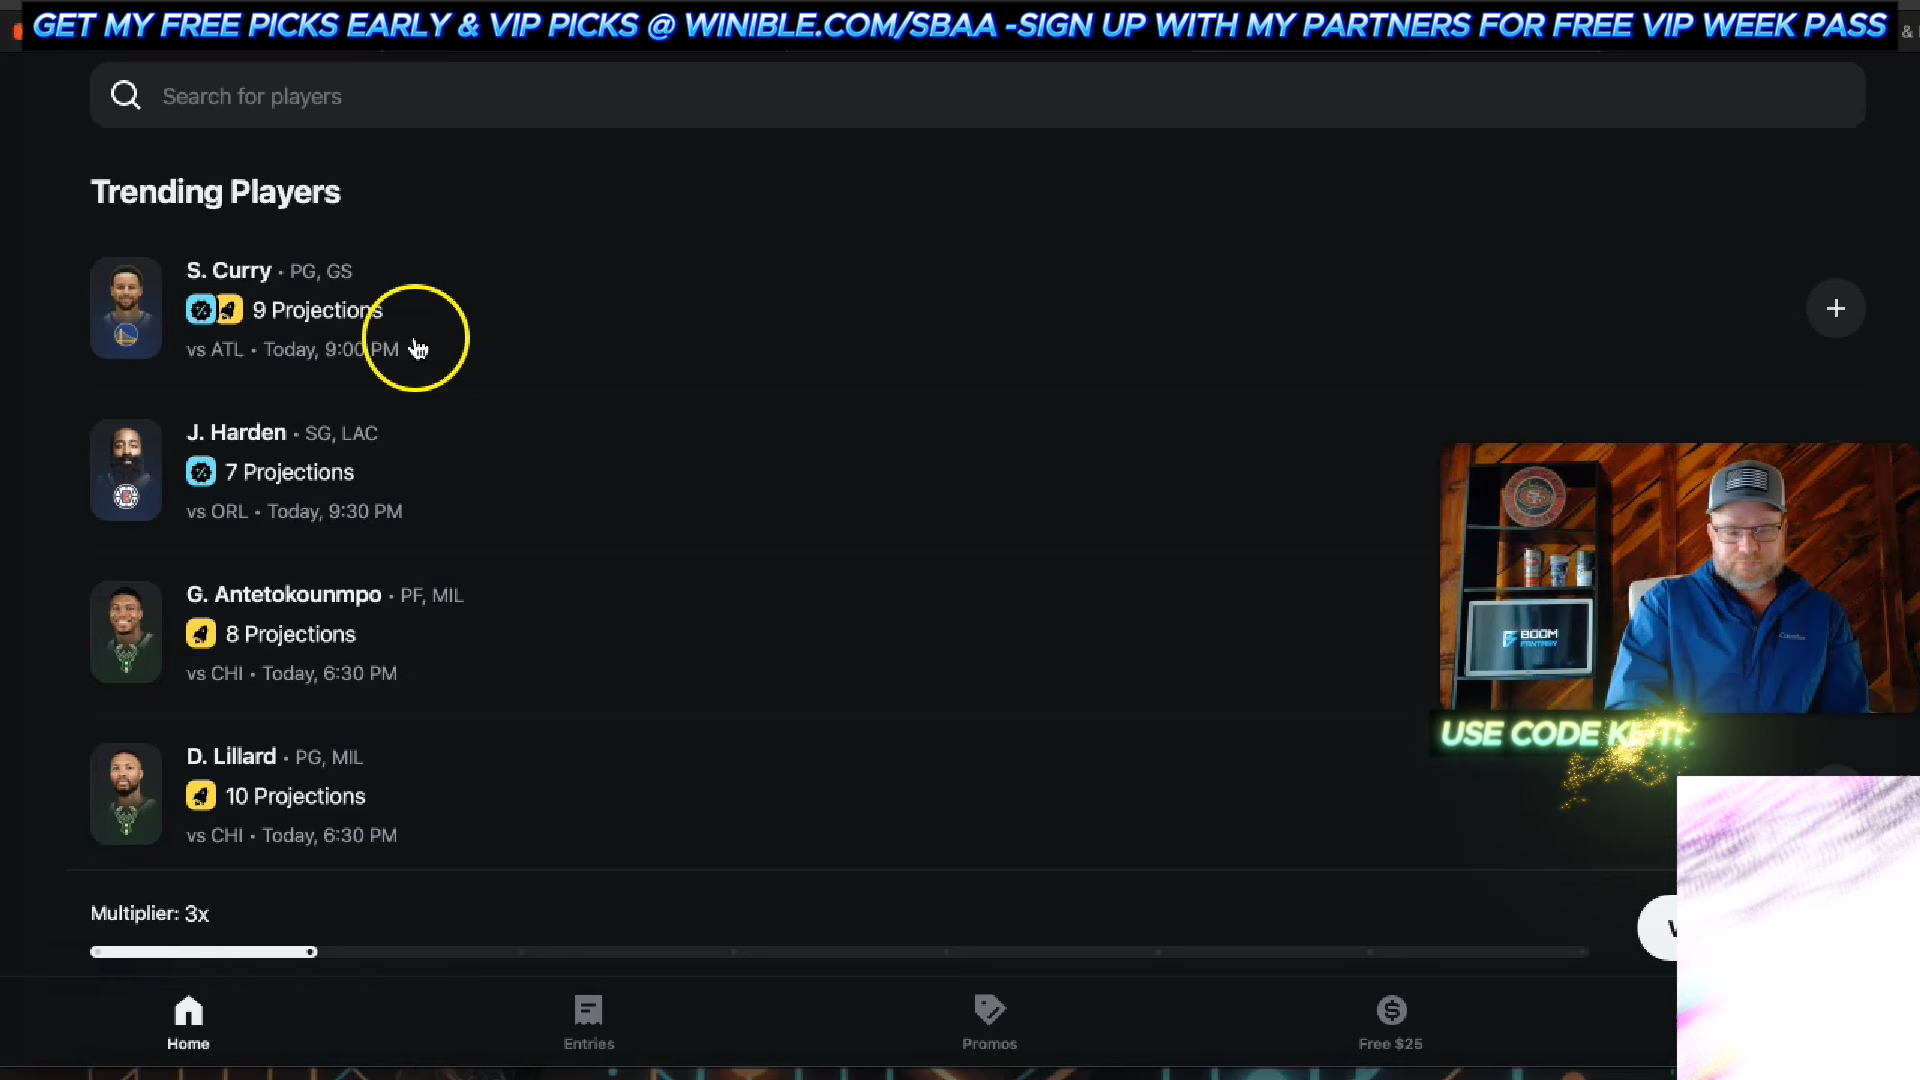 GET MY FREE PICKS EARLY & VIP PICKS @ WINIBLE.COM/SBAA -SIGN UP WITH MY PARTNERS FOR FREE VIP WEEK PASS
&
Search for players
Trending Players
S. Curry · PG, GS
9 Projections
vs ATL · Today, 9:00 PM
J. Harden · SG, LAC
7 Projections
vs ORL · Today, 9:30 PM
G. Antetokounmpo · PF, MIL
8 Projections
vs CHI · Today, 6:30 PM
D. Lillard · PG, MIL
10 Projections
vs CHI · Today, 6:30 PM
BOOM
FANTASY
Columbia
USE CODE
Multiplier: 3x
Home
Entries
Promos
Free $25